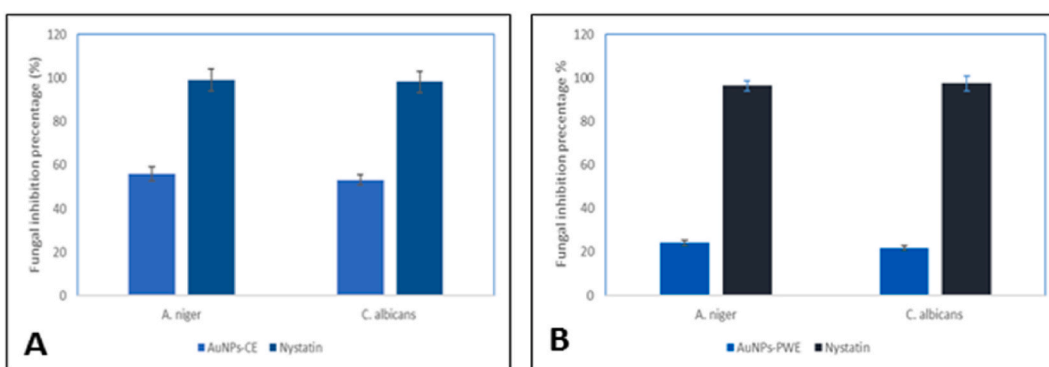 Fungal inhibition precentage (%)
120
100
80
60
40
20
0
A. niger C. albicans
AuNPs-CE Nystatin
A
Fungal inhibition precentage %
120
100
80
60
40
20
0
A. niger C. albicans
AuNPs-PWE Nystatin
B